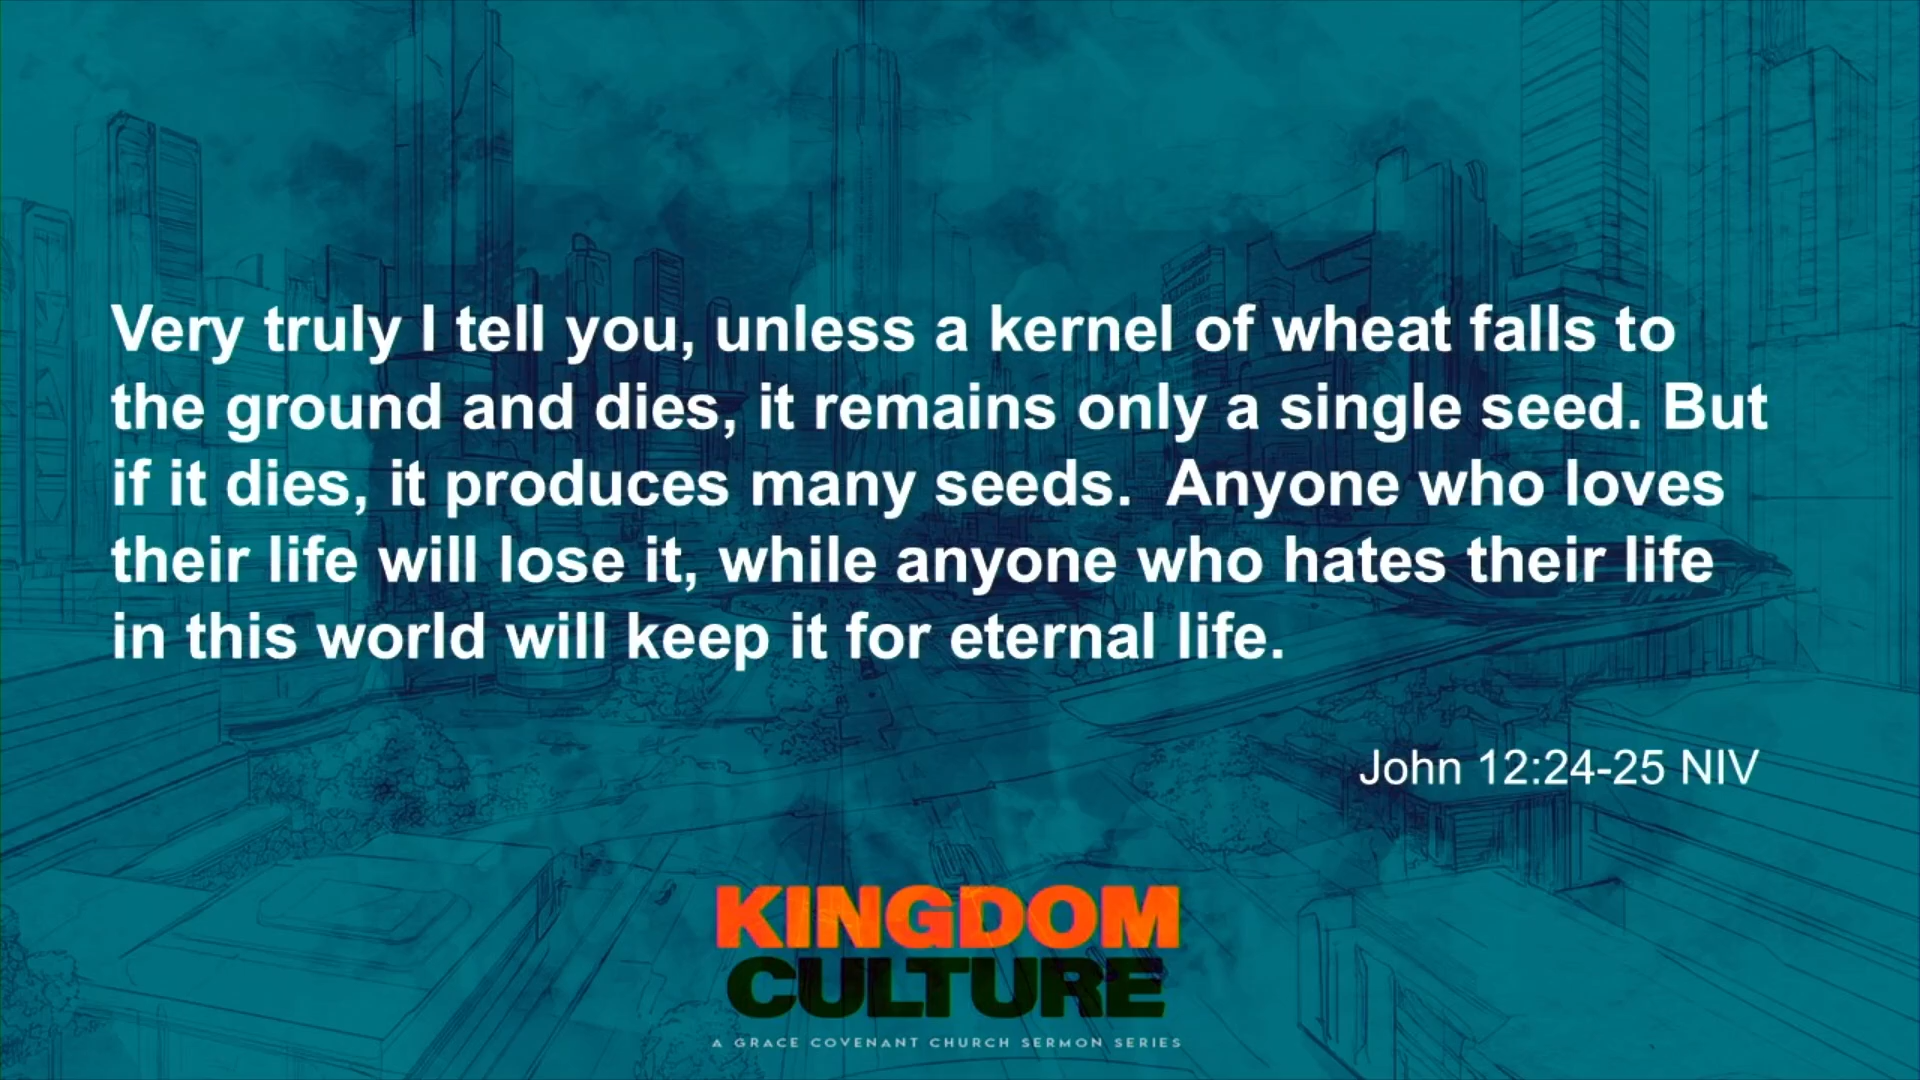 Very truly I tell you, unless a kernel of wheat falls to
the ground and dies, it remains only a single seed. But
if it dies, it produces many seeds.  Anyone who loves
their life will lose it, while anyone who hates their life
in this world will keep it for eternal life.
John 12:24-25 NIV
KINGDOM
CULTURE
A GRACE COVENANT CHURCH SERMON SERIES